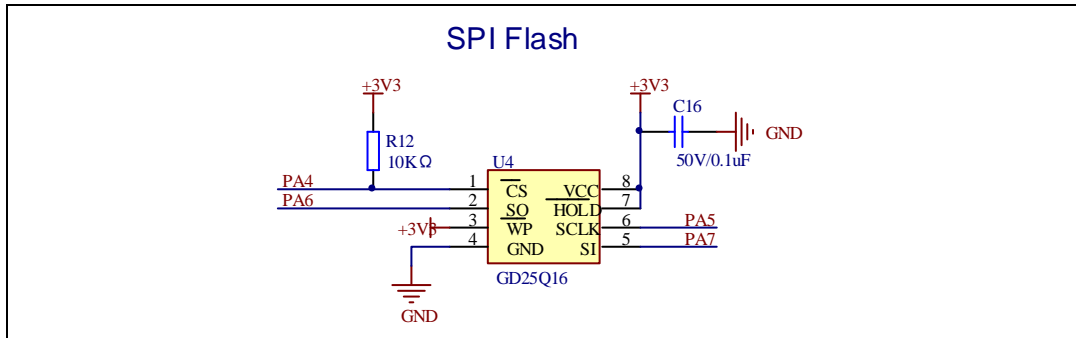 SPI Flash
+3V3
+3V3
C16
GND
R12
10KΩ
50V/0.1uF
U4
PA4 1 CS VCC 8
PA6 2 SO HOLD 7
+3V3 3 WP SCLK 6 PA5
4 GND SI 5 PA7
GD25Q16
GND